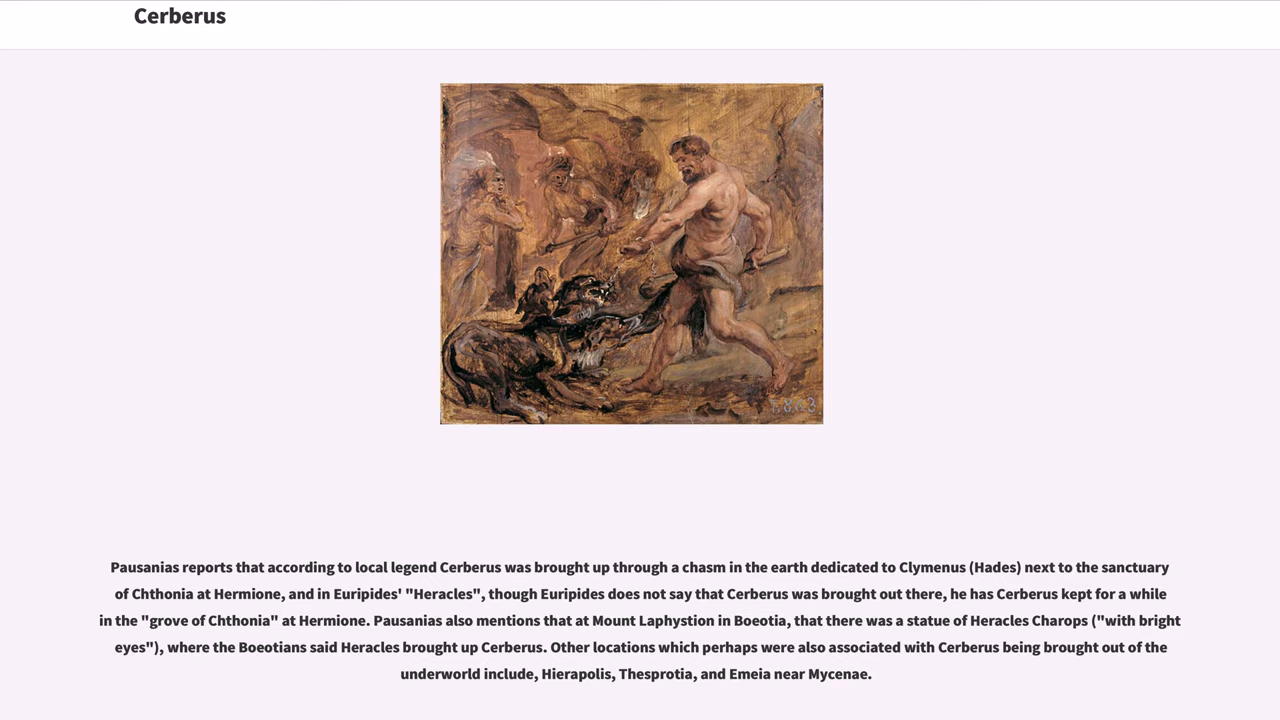 Cerberus
T.803
Pausanias reports that according to local legend Cerberus was brought up through a chasm in the earth dedicated to Clymenus (Hades) next to the sanctuary
of Chthonia at Hermione, and in Euripides' "Heracles", though Euripides does not say that Cerberus was brought out there, he has Cerberus kept for a while
in the "grove of Chthonia" at Hermione. Pausanias also mentions that at Mount Laphystion in Boeotia, that there was a statue of Heracles Charops ("with bright
eyes"), where the Boeotians said Heracles brought up Cerberus. Other locations which perhaps were also associated with Cerberus being brought out of the
underworld include, Hierapolis, Thesprotia, and Emeia near Mycenae.